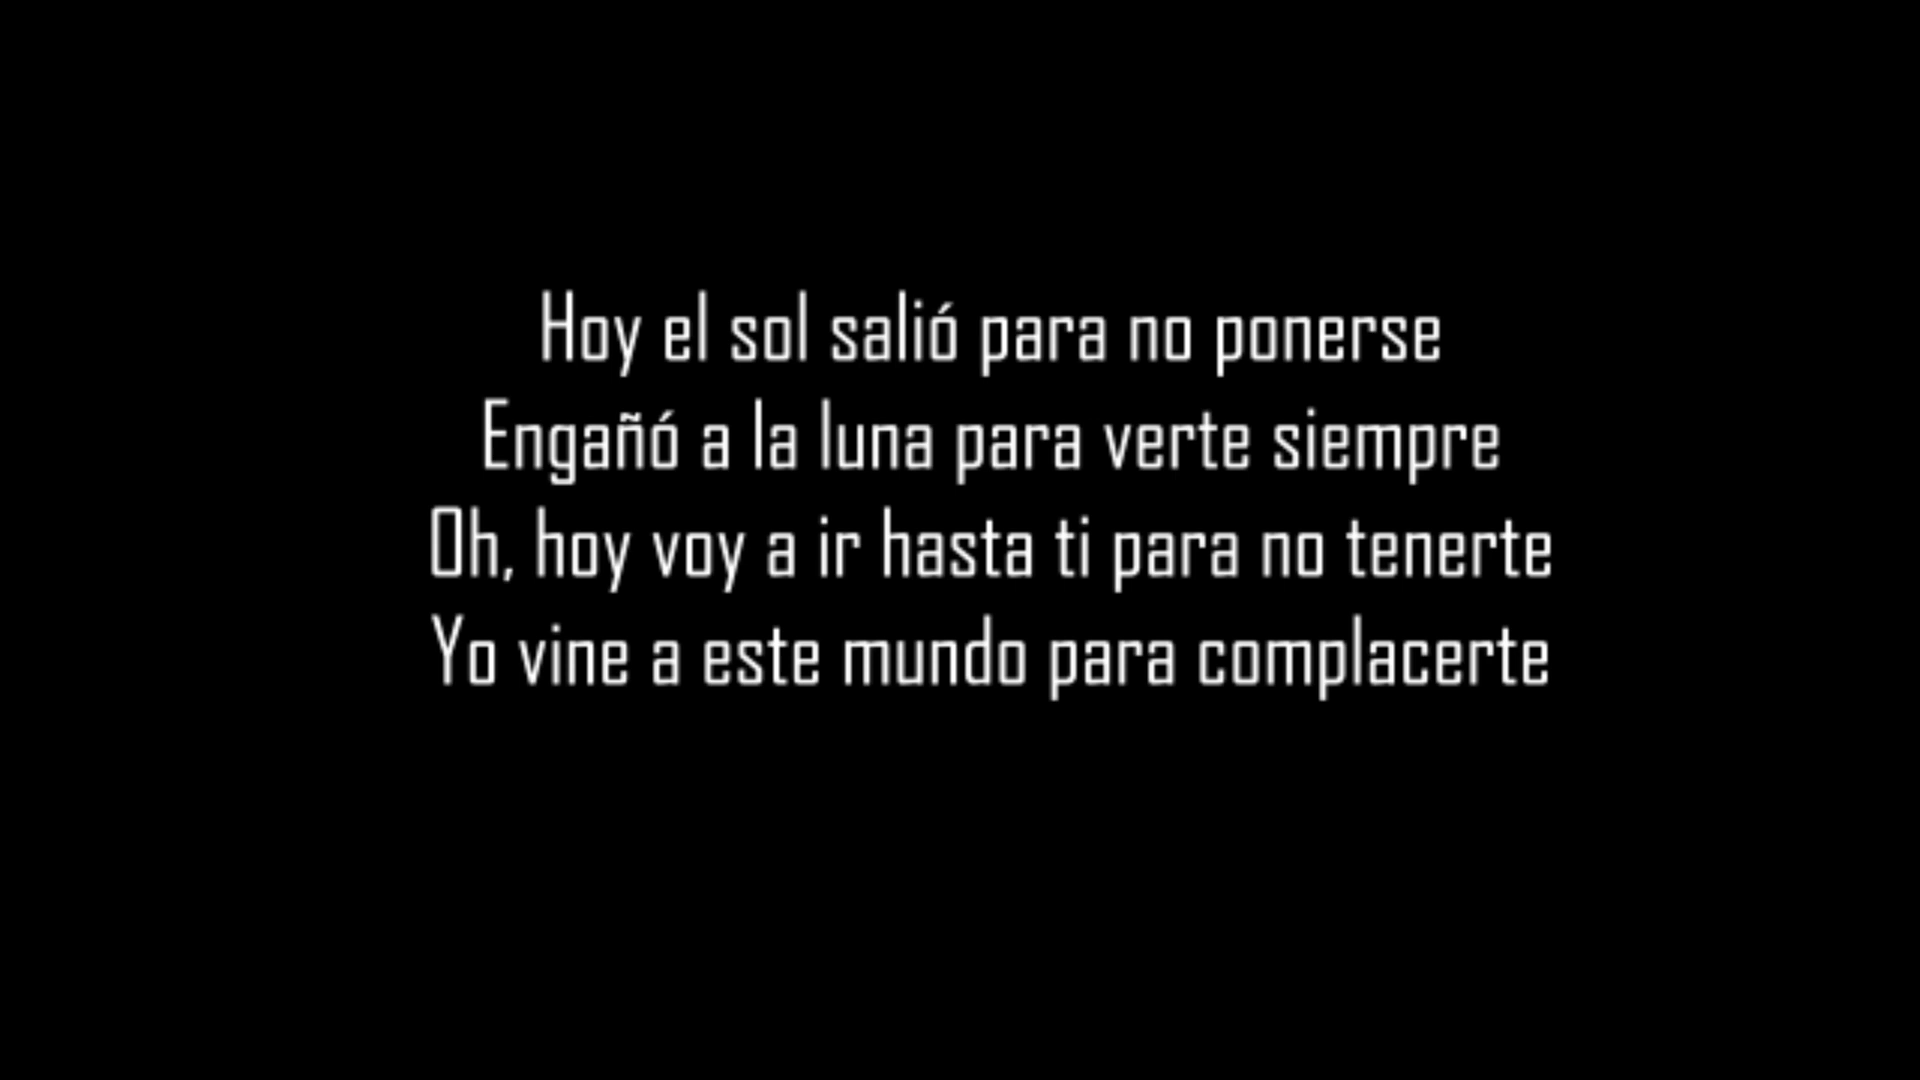 Hoy el sol salió para no ponerse
Engañó a la luna para verte siempre
Oh, hoy voy a ir hasta ti para no tenerte
Yo vine a este mundo para complacerte